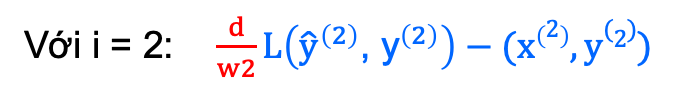 Với i = 2: d/w2 L(ŷ⁽²⁾, y⁽²⁾) − (x⁽²⁾, y⁽²⁾)